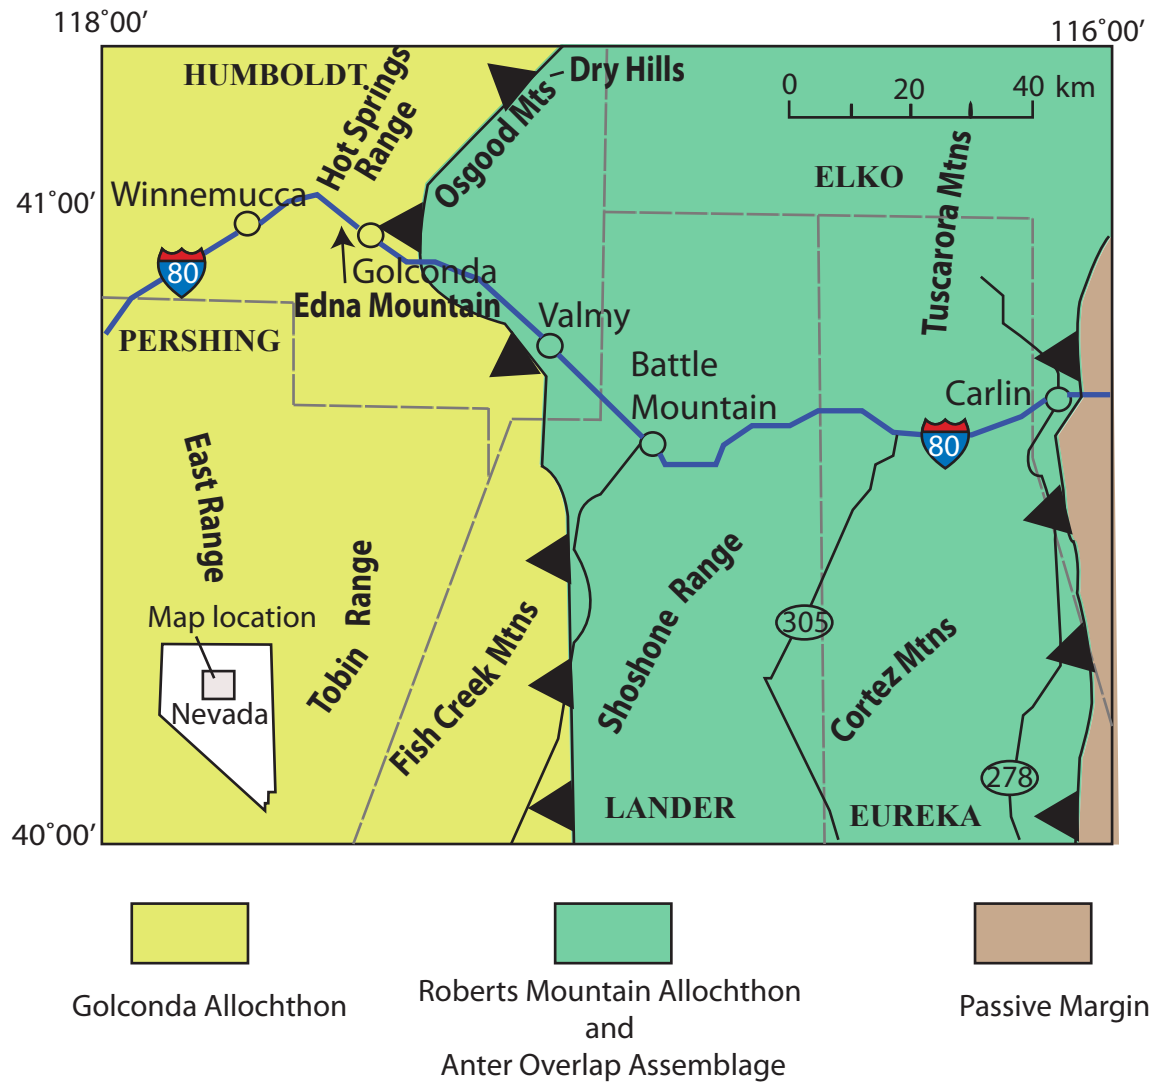 118°00'
116°00'
HUMBOLDT
Hot Springs
Range
Osgood Mts
Dry Hills
0 20 40 km
Winnemucca
41°00'
ELKO
Tuscarora Mtns
80
Golconda
Edna Mountain
PERSHING
Valmy
Battle
Mountain
Carlin
80
East Range
Tobin Range
Fish Creek Mtns
Shoshone Range
305
Cortez Mtns
Map location
Nevada
278
LANDER
EUREKA
40°00'
Golconda Allochthon
Roberts Mountain Allochthon
and
Anter Overlap Assemblage
Passive Margin